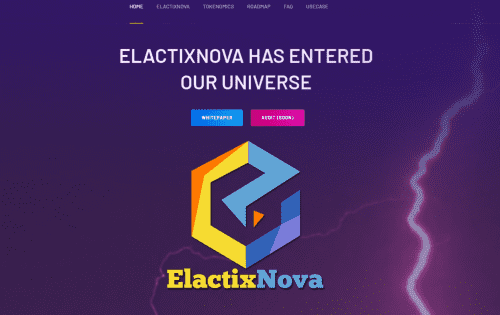 HOME ELACTIXNOVA TOKENOMICS ROADMAP FAQ USECASE
ELACTIXNOVA HAS ENTERED
OUR UNIVERSE
WHITEPAPER AUDIT (SOON)
ElactixNova